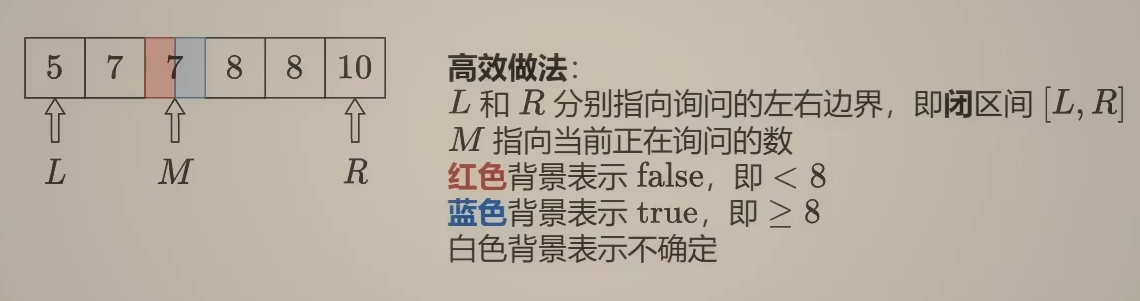 5 7 7 8 8 10
L M R
高效做法：
L 和 R 分别指向询问的左右边界，即闭区间 [L, R]
M 指向当前正在询问的数
红色背景表示 false，即 < 8
蓝色背景表示 true，即 ≥ 8
白色背景表示不确定